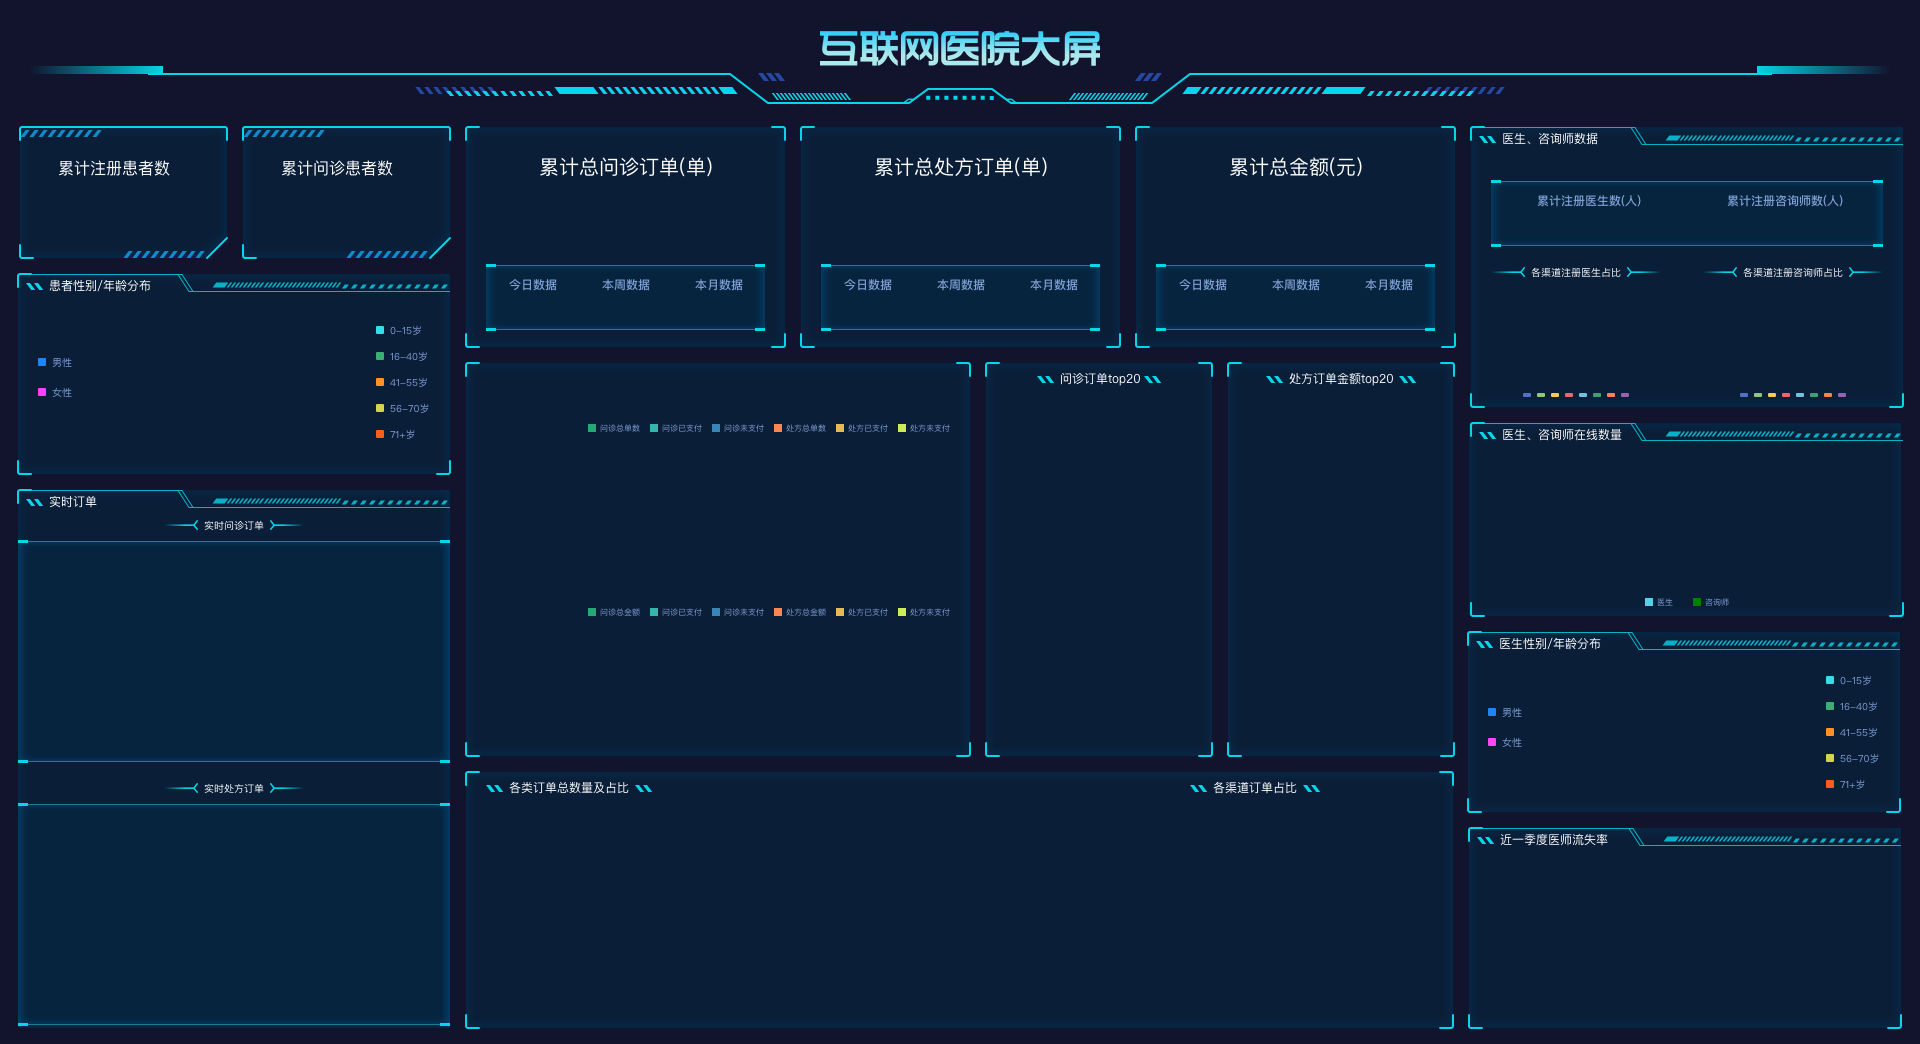 互联网医院大屏
累计注册患者数
累计问诊患者数
患者性别/年龄分布
男性
女性
0-15岁
16-40岁
41-55岁
56-70岁
71+岁
实时订单
实时问诊订单
实时处方订单
累计总问诊订单(单)
今日数据 本周数据 本月数据
累计总处方订单(单)
今日数据 本周数据 本月数据
累计总金额(元)
今日数据 本周数据 本月数据
问诊总单数 问诊已支付 问诊未支付 处方总单数 处方已支付 处方未支付
问诊总金额 问诊已支付 问诊未支付 处方总金额 处方已支付 处方未支付
问诊订单top20
处方订单金额top20
各类订单总数量及占比
各渠道订单占比
医生、咨询师数据
累计注册医生数(人) 累计注册咨询师数(人)
各渠道注册医生占比 各渠道注册咨询师占比
医生、咨询师在线数量
医生 咨询师
医生性别/年龄分布
男性
女性
0-15岁
16-40岁
41-55岁
56-70岁
71+岁
近一季度医师流失率